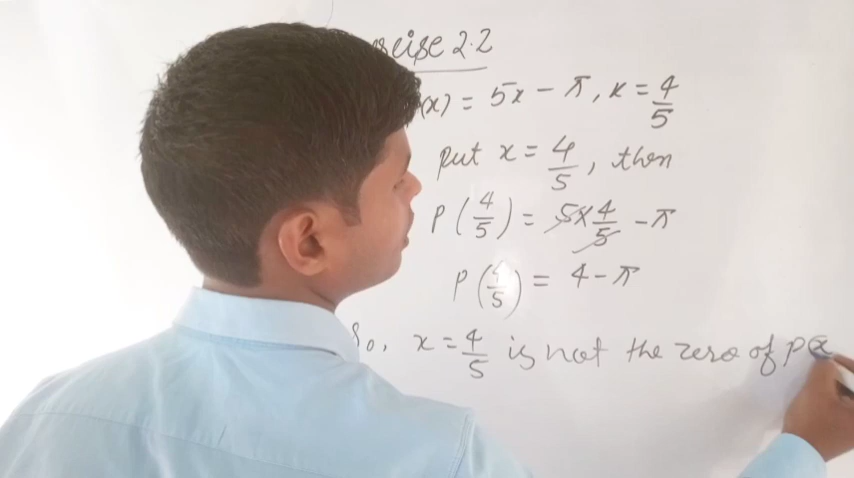 cise 2.2
(x) = 5x - π, x = 4/5
put x = 4/5, then
P(4/5) = 5×4/5 - π
P(4/5) = 4 - π
So, x = 4/5 is not the zero of p(x